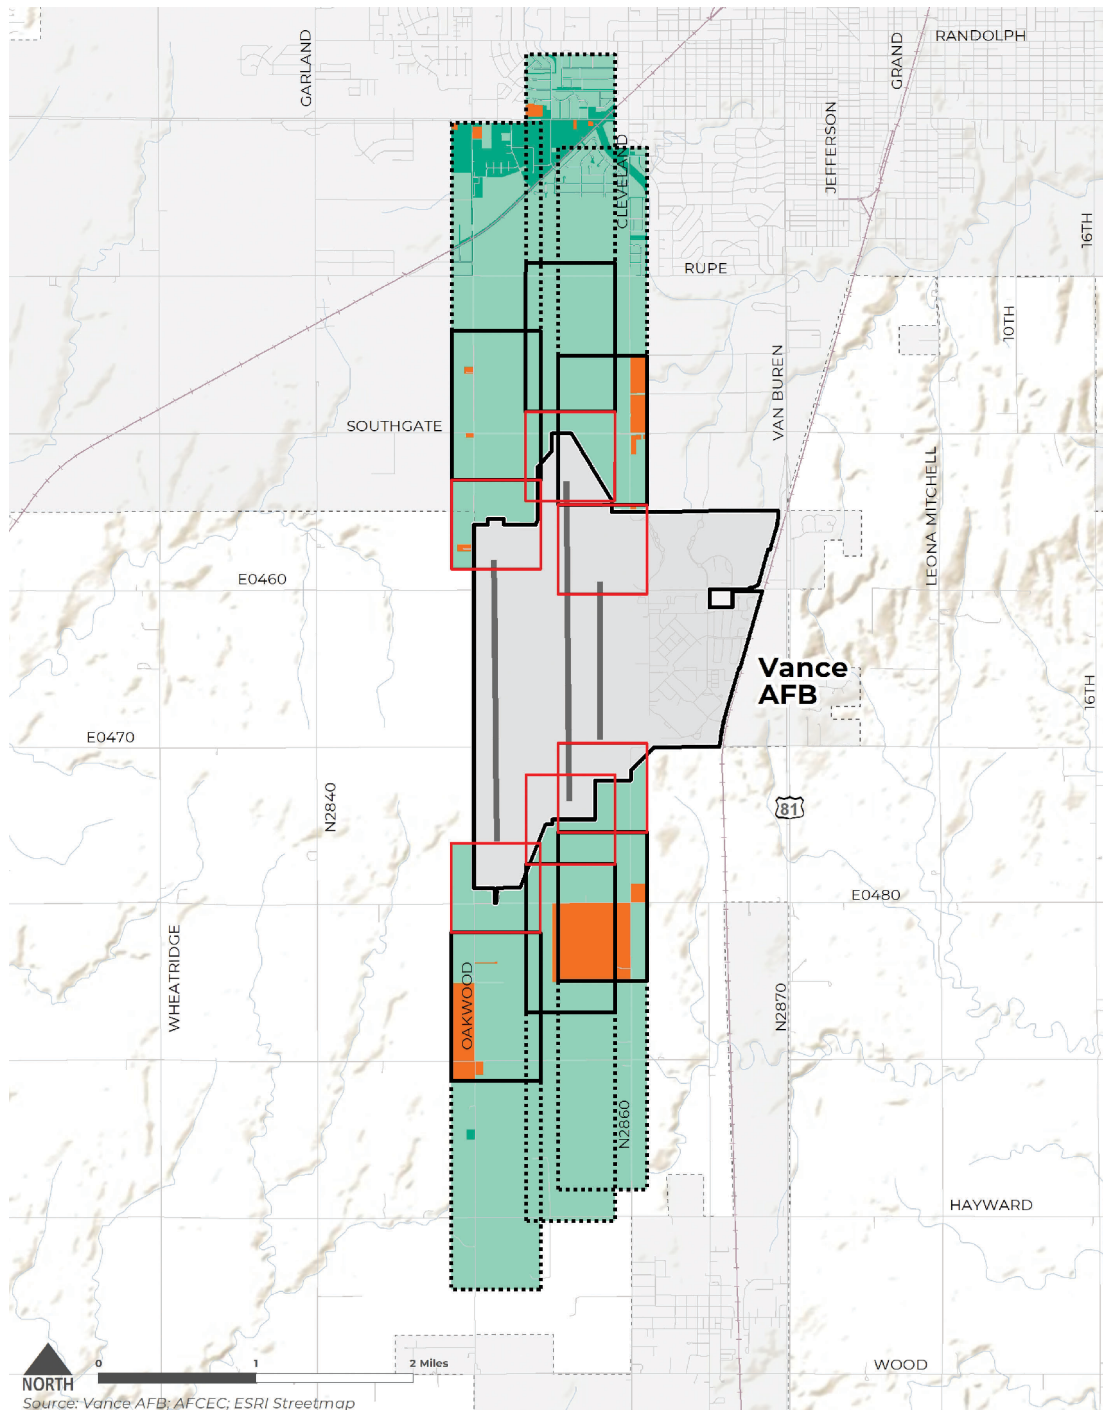 RANDOLPH
GARLAND
GRAND
JEFFERSON
CLEVELAND
16TH
RUPE
10TH
VAN BUREN
SOUTHGATE
LEONA MITCHELL
E0460
Vance
AFB
16TH
E0470
N2840
81
E0480
WHEATRIDGE
OAKWOOD
N2870
N2860
HAYWARD
WOOD
0 1 2 Miles
NORTH
Source: Vance AFB; AFCEC; ESRI Streetmap